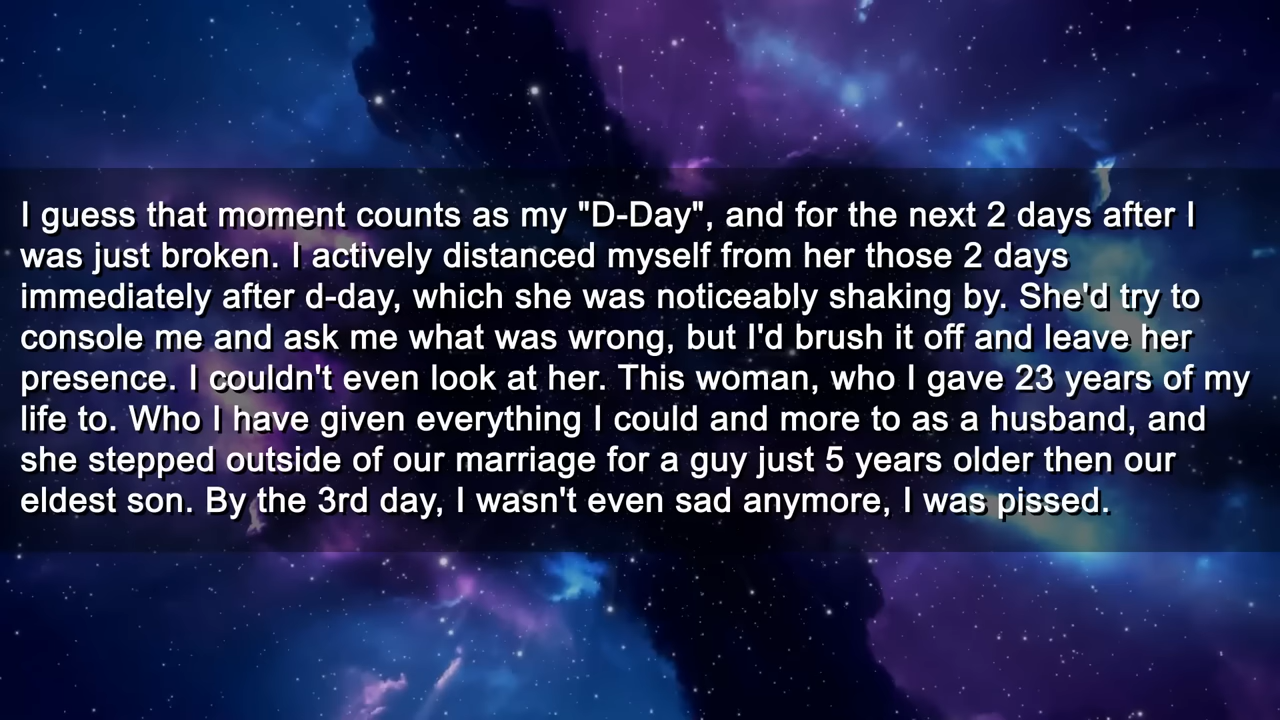 I guess that moment counts as my "D-Day", and for the next 2 days after I
was just broken. I actively distanced myself from her those 2 days
immediately after d-day, which she was noticeably shaking by. She'd try to
console me and ask me what was wrong, but I'd brush it off and leave her
presence. I couldn't even look at her. This woman, who I gave 23 years of my
life to. Who I have given everything I could and more to as a husband, and
she stepped outside of our marriage for a guy just 5 years older then our
eldest son. By the 3rd day, I wasn't even sad anymore, I was pissed.